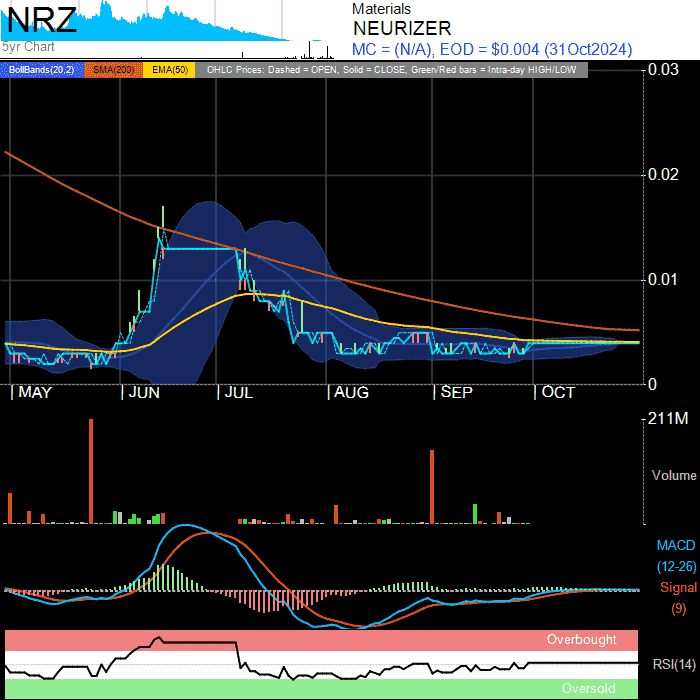 NRZ
5yr Chart
Materials
NEURIZER
MC = (N/A), EOD = $0.004 (31Oct2024)
BollBands(20,2) SMA(200) EMA(50) OHLC Prices: Dashed = OPEN, Solid = CLOSE, Green/Red bars = Intra-day HIGH/LOW
0.03
0.02
0.01
0
MAY JUN JUL AUG SEP OCT
211M
Volume
MACD
(12-26)
Signal
(9)
Overbought
RSI(14)
Oversold